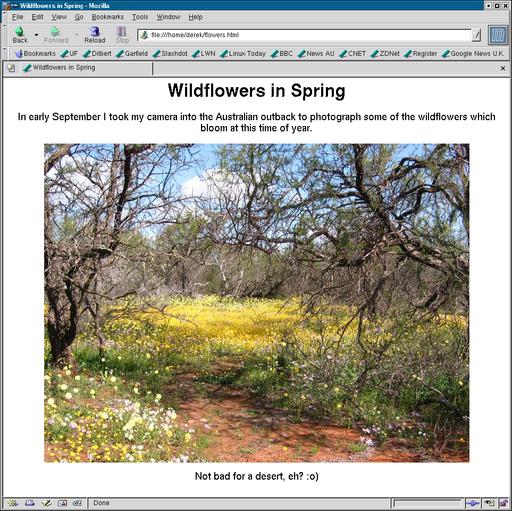 Wildflowers in Spring - Mozilla
File Edit View Go Bookmarks Tools Window Help
Back Forward Reload Stop file:///home/derek/flowers.html
Bookmarks UF Dilbert Garfield Slashdot LWN Linux Today BBC News AU CNET ZDNet Register Google News U.K.
Wildflowers in Spring
Wildflowers in Spring
In early September I took my camera into the Australian outback to photograph some of the wildflowers which
bloom at this time of year.
Not bad for a desert, eh? :o)
Done